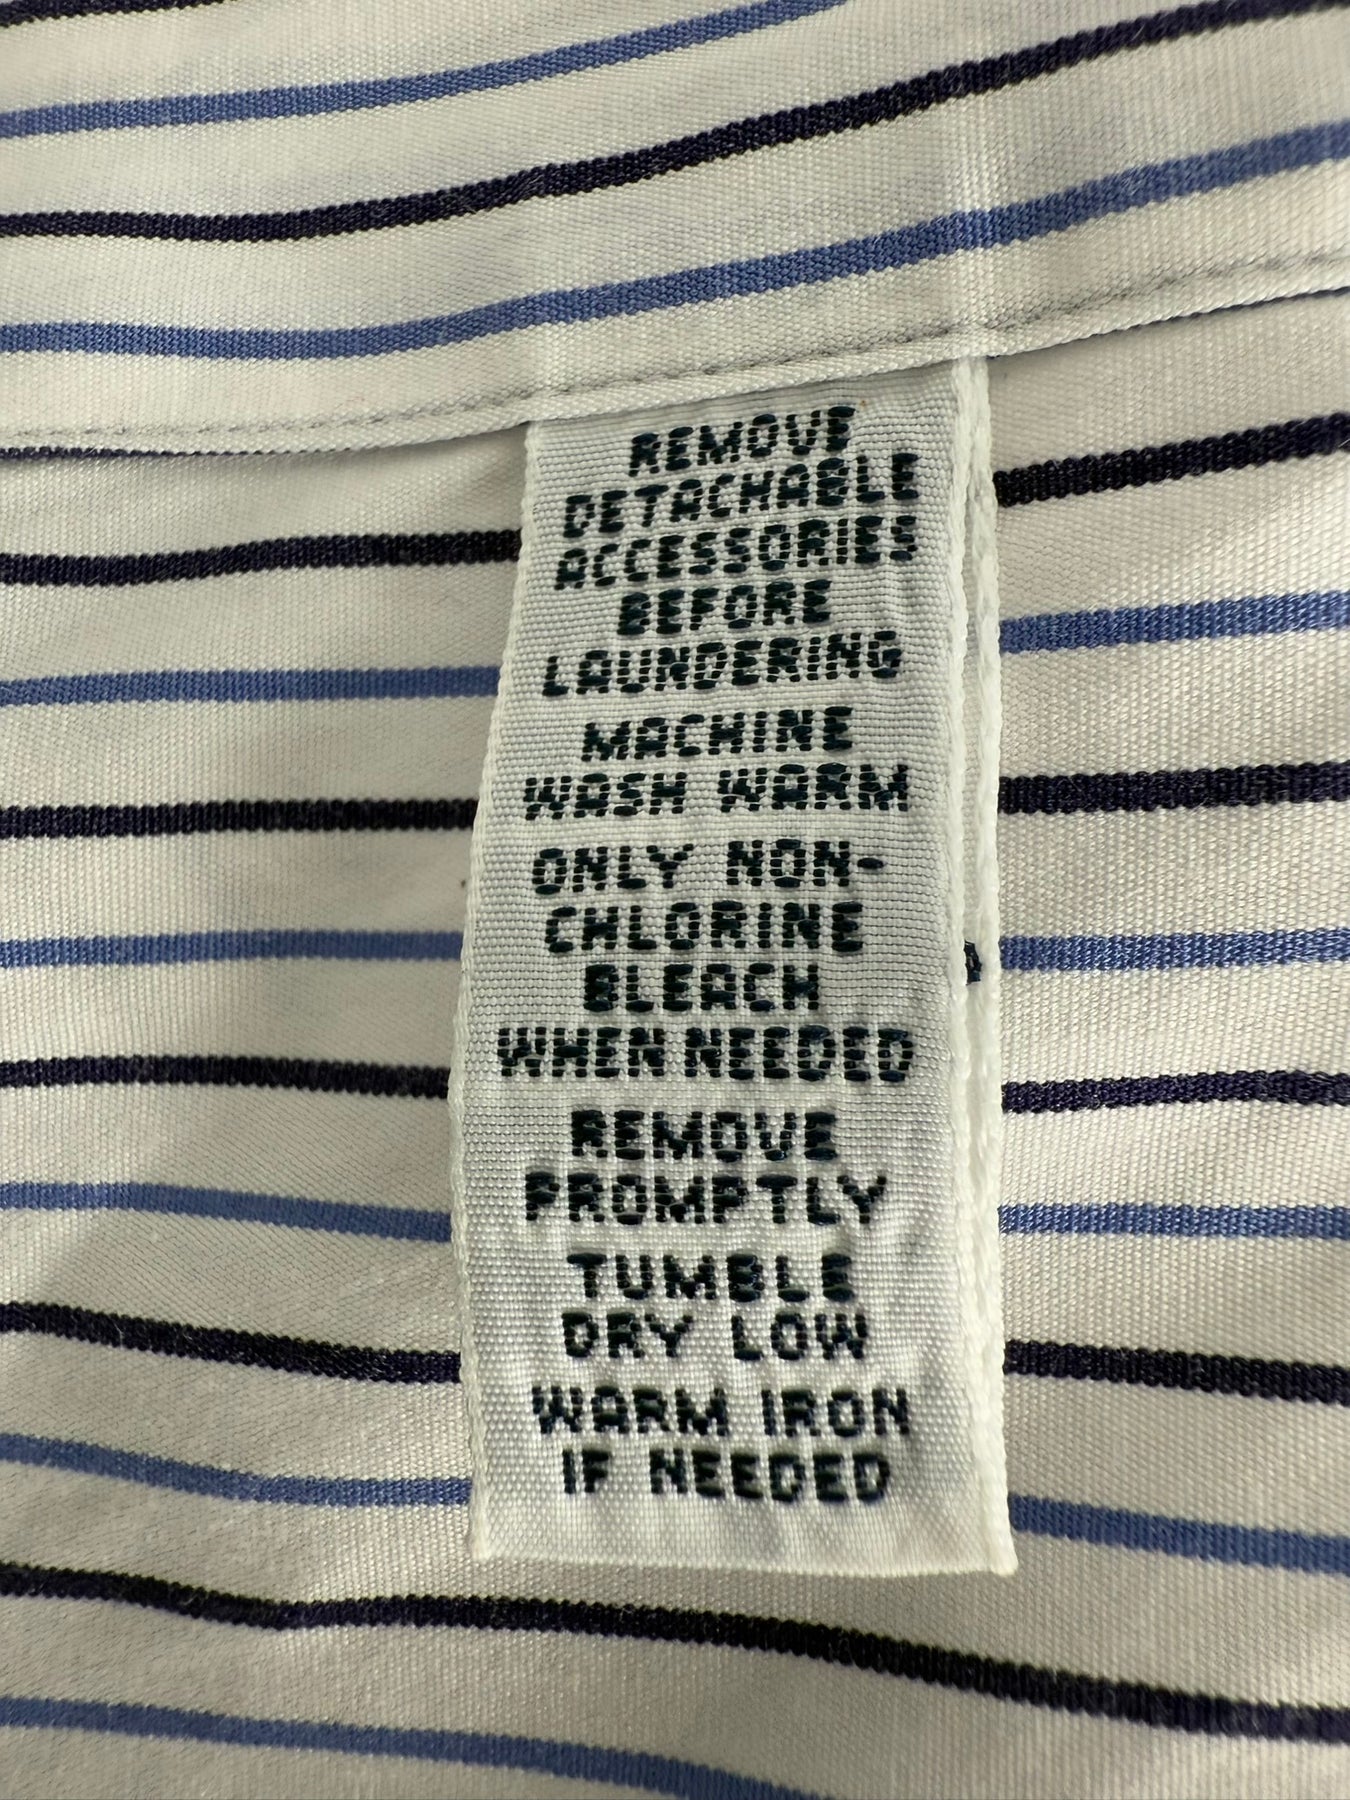 REMOVE
DETACHABLE
ACCESSORIES
BEFORE
LAUNDERING
MACHINE
WASH WARM
ONLY NON-
CHLORINE
BLEACH
WHEN NEEDED
REMOVE
PROMPTLY
TUMBLE
DRY LOW
WARM IRON
IF NEEDED